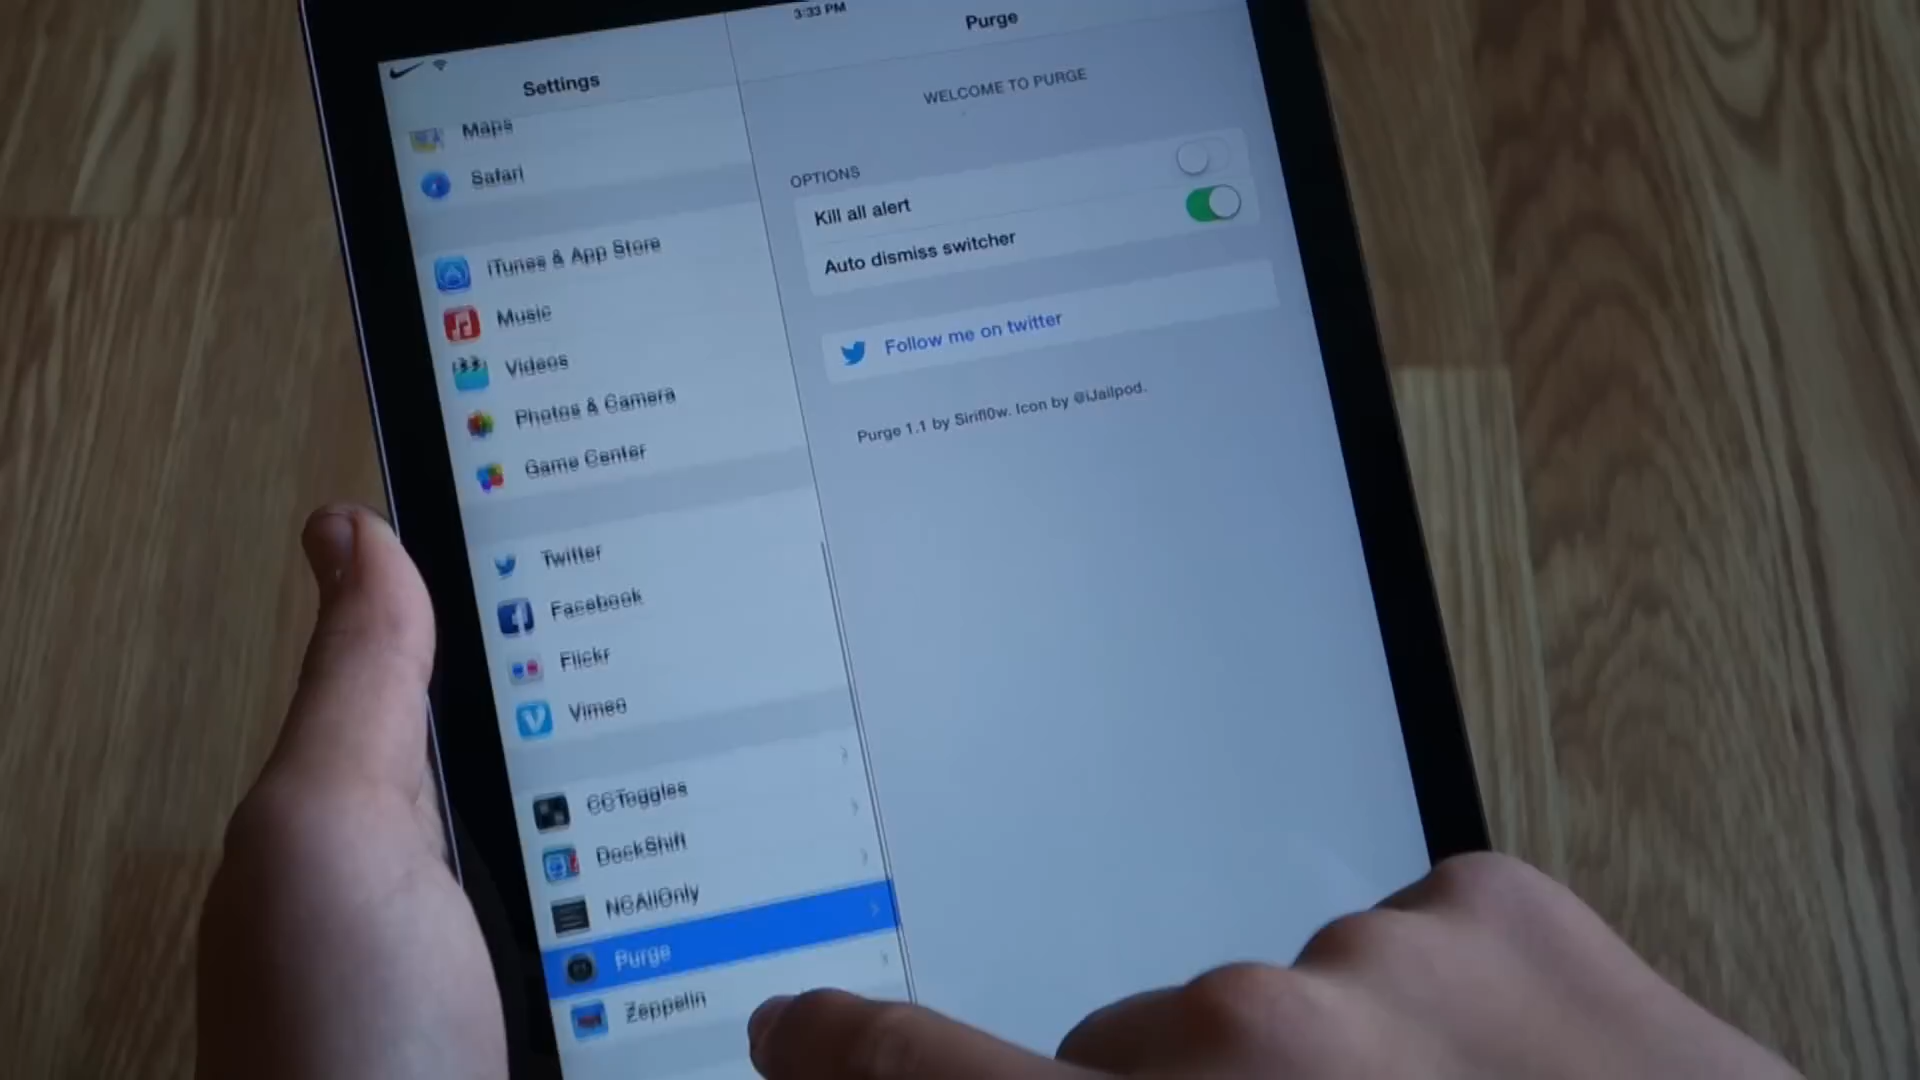 3:33 PM
Settings
Maps
Safari
iTunes & App Store
Music
Videos
Photos & Camera
Game Center
Twitter
Facebook
Flickr
Vimeo
CCToggles
DockShift
NCAllOnly
Purge
Zeppelin
Purge
WELCOME TO PURGE
OPTIONS
Kill all alert
Auto dismiss switcher
Follow me on twitter
Purge 1.1 by Sirifl0w. Icon by @iJailpod.